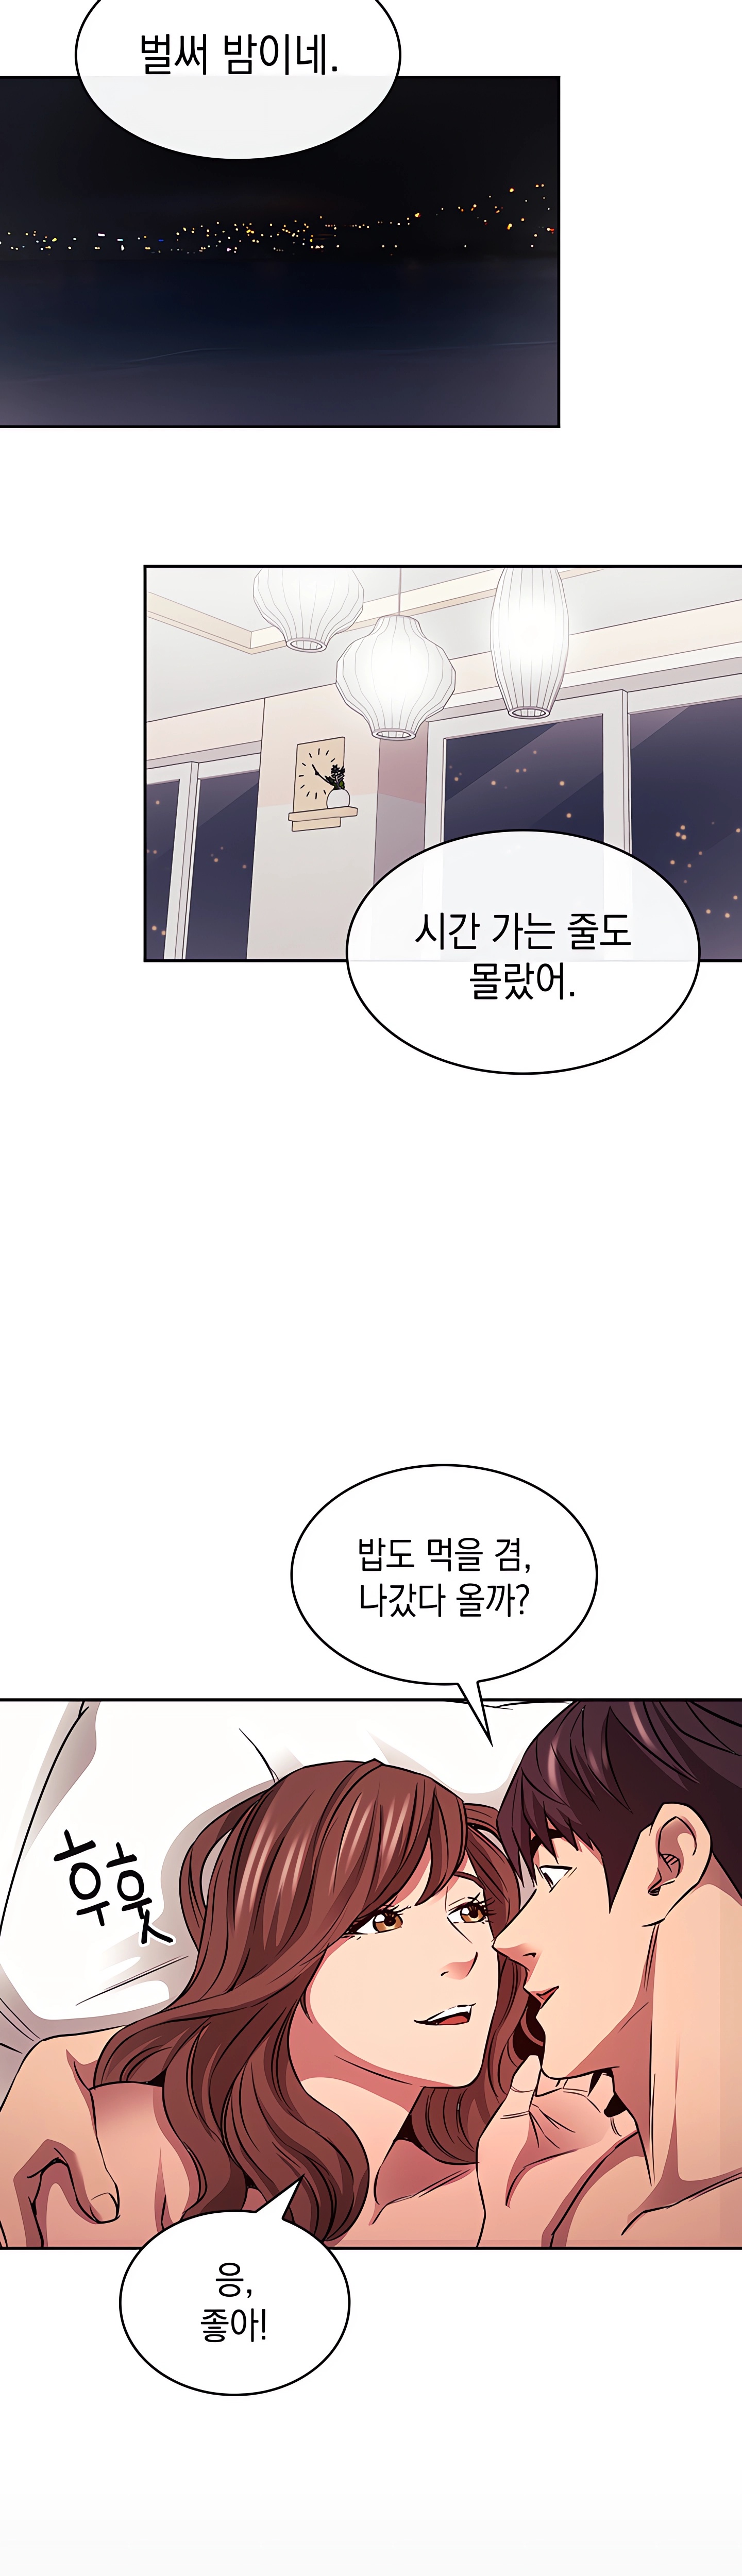 벌써 밤이네.
시간 가는 줄도
몰랐어.
밥도 먹을 겸,
나갔다 올까?
후훗
응,
좋아!